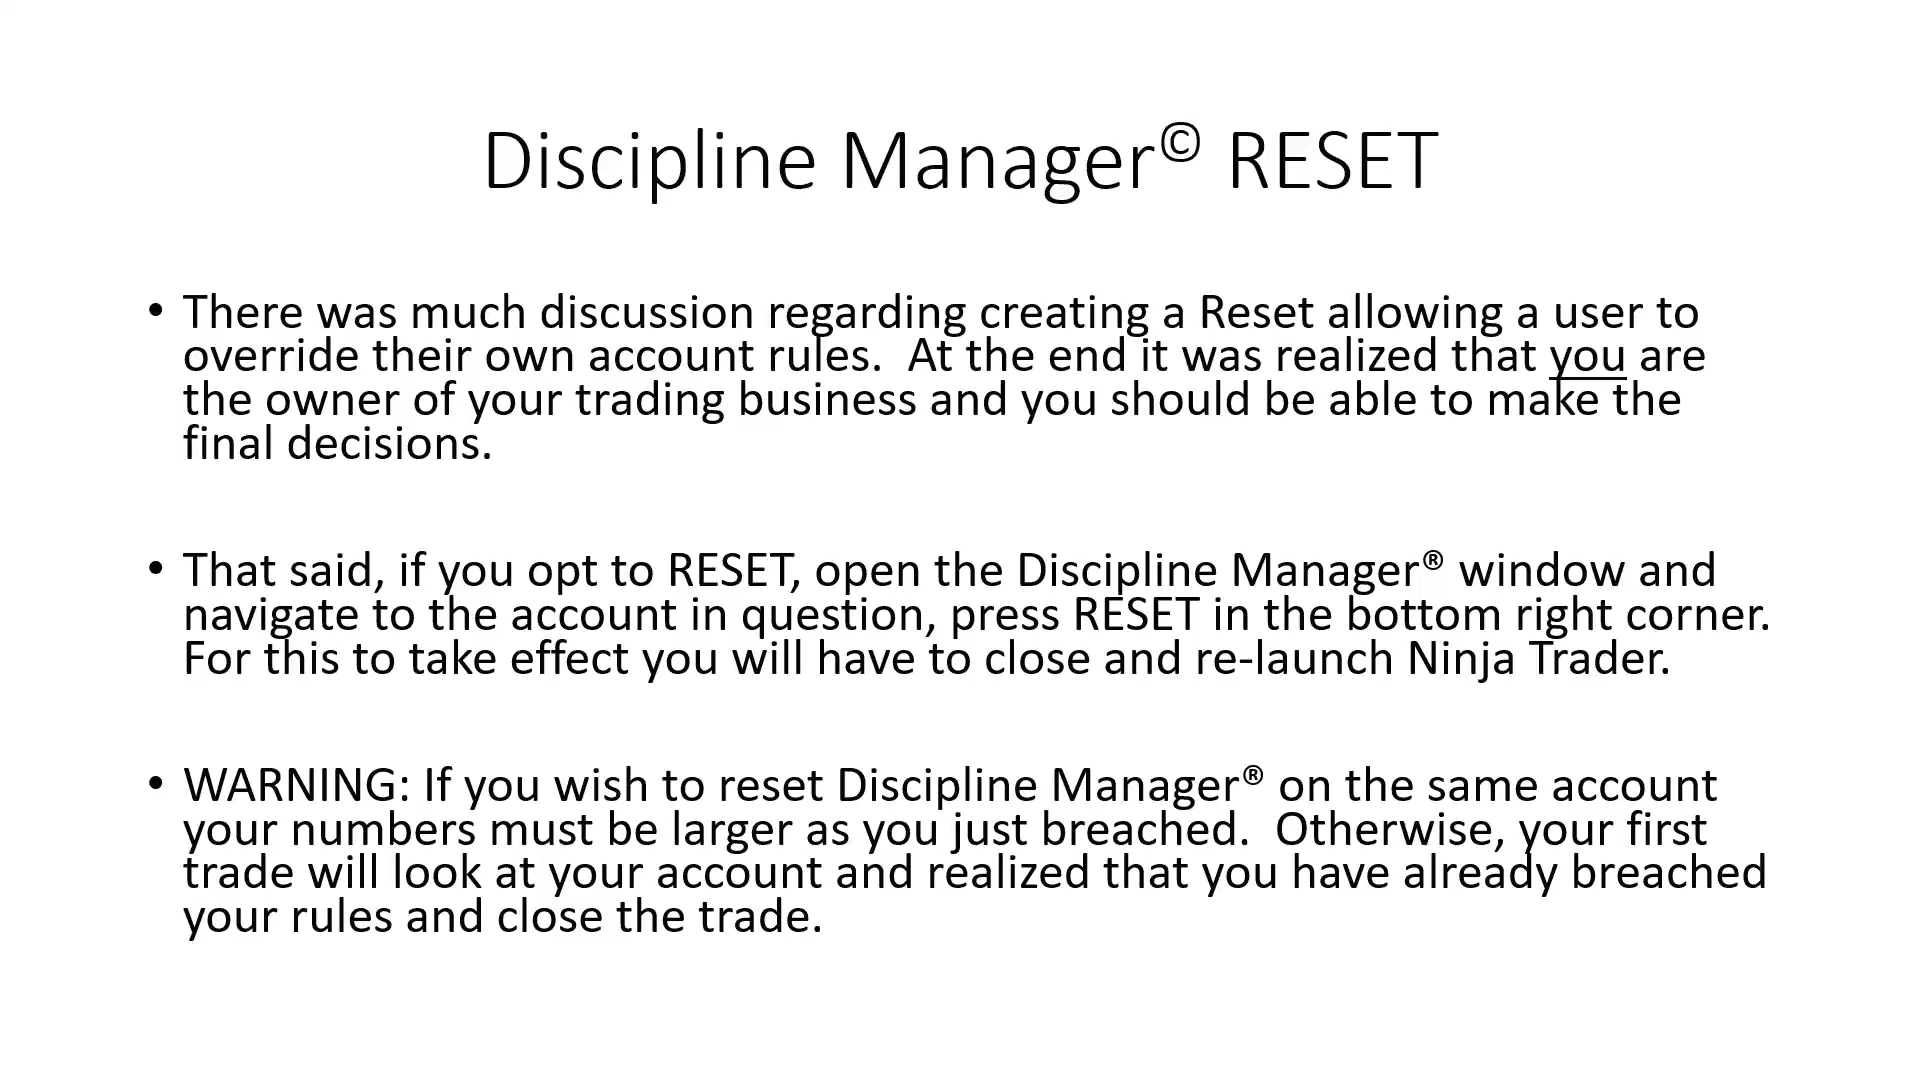 Discipline Manager© RESET
• There was much discussion regarding creating a Reset allowing a user to
override their own account rules.  At the end it was realized that you are
the owner of your trading business and you should be able to make the
final decisions.
• That said, if you opt to RESET, open the Discipline Manager® window and
navigate to the account in question, press RESET in the bottom right corner.
For this to take effect you will have to close and re-launch Ninja Trader.
• WARNING: If you wish to reset Discipline Manager® on the same account
your numbers must be larger as you just breached.  Otherwise, your first
trade will look at your account and realized that you have already breached
your rules and close the trade.